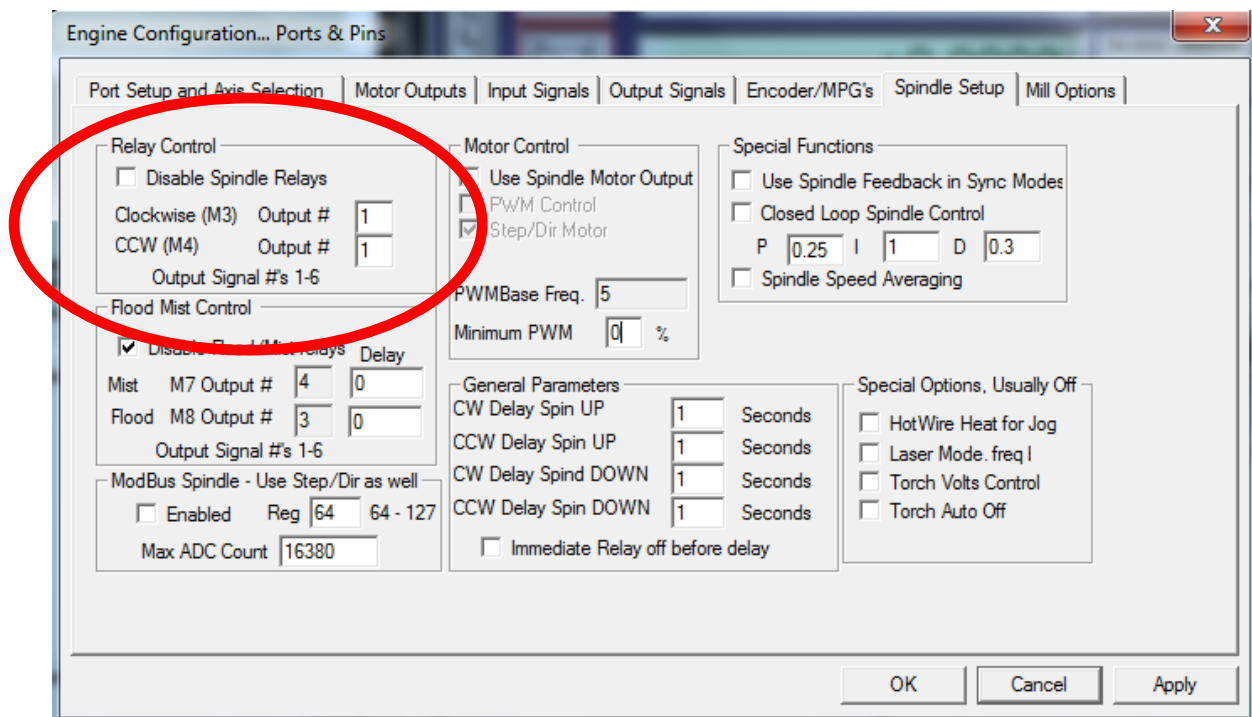 Engine Configuration... Ports & Pins
Port Setup and Axis Selection
Motor Outputs
Input Signals
Output Signals
Encoder/MPG's
Spindle Setup
Mill Options
Relay Control
Disable Spindle Relays
Clockwise (M3) Output # 1
CCW (M4) Output # 1
Output Signal #'s 1-6
Flood Mist Control
Disable Flood/Mist relays Delay
Mist M7 Output # 4 0
Flood M8 Output # 3 0
Output Signal #'s 1-6
ModBus Spindle - Use Step/Dir as well
Enabled Reg 64 64 - 127
Max ADC Count 16380
Motor Control
Use Spindle Motor Output
PWM Control
Step/Dir Motor
PWMBase Freq. 5
Minimum PWM 0 %
General Parameters
CW Delay Spin UP 1 Seconds
CCW Delay Spin UP 1 Seconds
CW Delay Spind DOWN 1 Seconds
CCW Delay Spin DOWN 1 Seconds
Immediate Relay off before delay
Special Functions
Use Spindle Feedback in Sync Modes
Closed Loop Spindle Control
P 0.25 I 1 D 0.3
Spindle Speed Averaging
Special Options, Usually Off
HotWire Heat for Jog
Laser Mode. freq
Torch Volts Control
Torch Auto Off
OK
Cancel
Apply